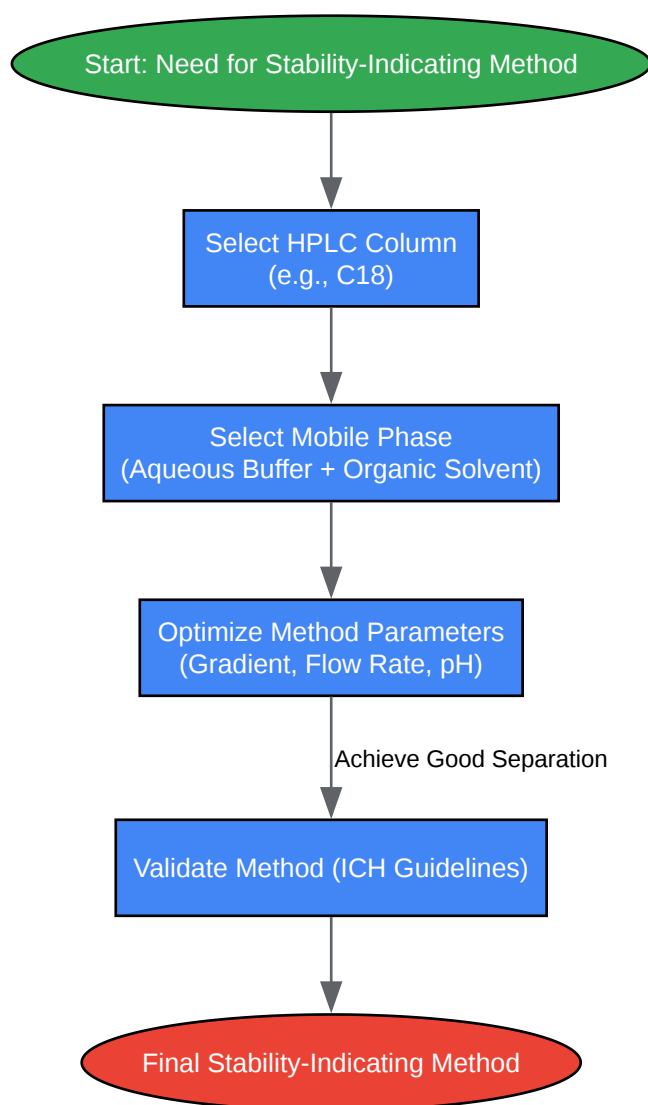 Start: Need for Stability-Indicating Method
Select HPLC Column
(e.g., C18)
Select Mobile Phase
(Aqueous Buffer + Organic Solvent)
Optimize Method Parameters
(Gradient, Flow Rate, pH)
Achieve Good Separation
Validate Method (ICH Guidelines)
Final Stability-Indicating Method